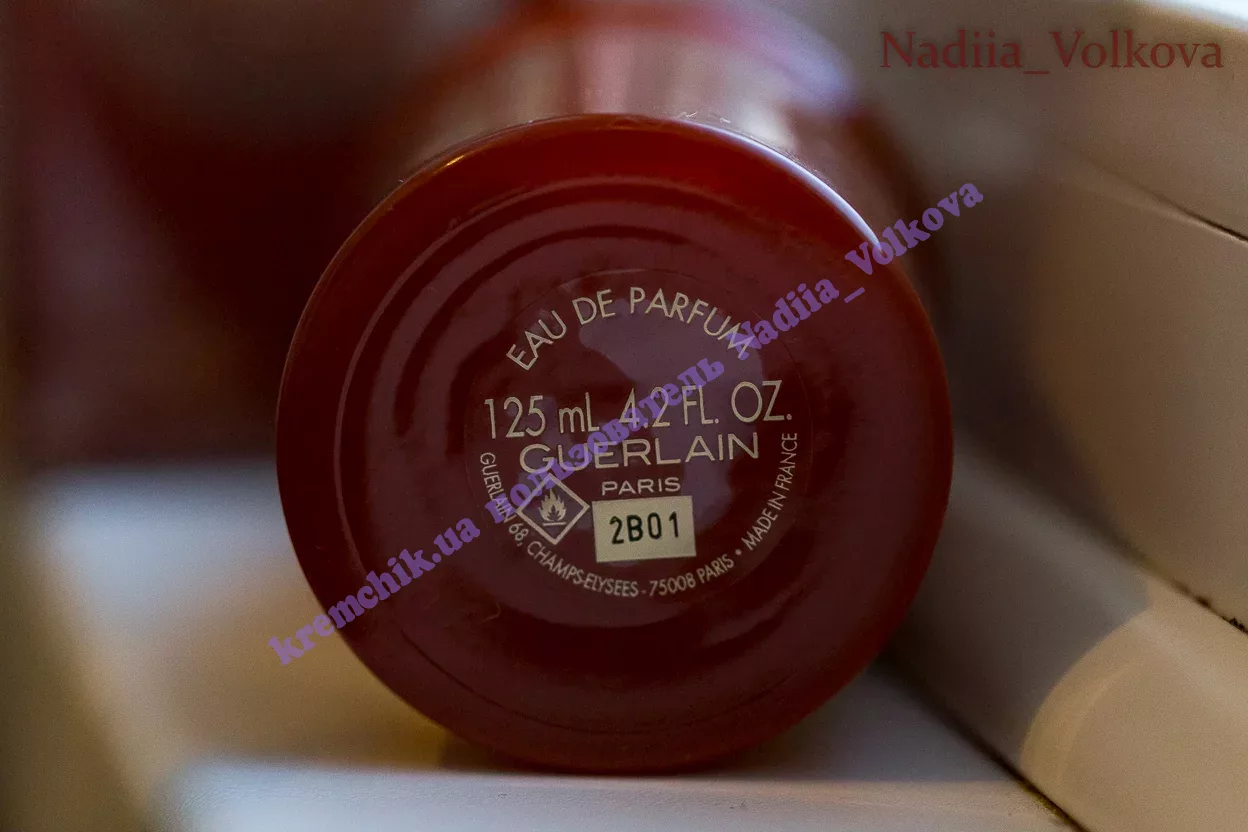 Nadiia_Volkova
EAU DE PARFUM
125 mL 4.2 FL. OZ.
GUERLAIN
PARIS
2B01
GUERLAIN 68, CHAMPS-ELYSEES - 75008 PARIS • MADE IN FRANCE
kremchik.ua пользователь Nadiia_Volkova